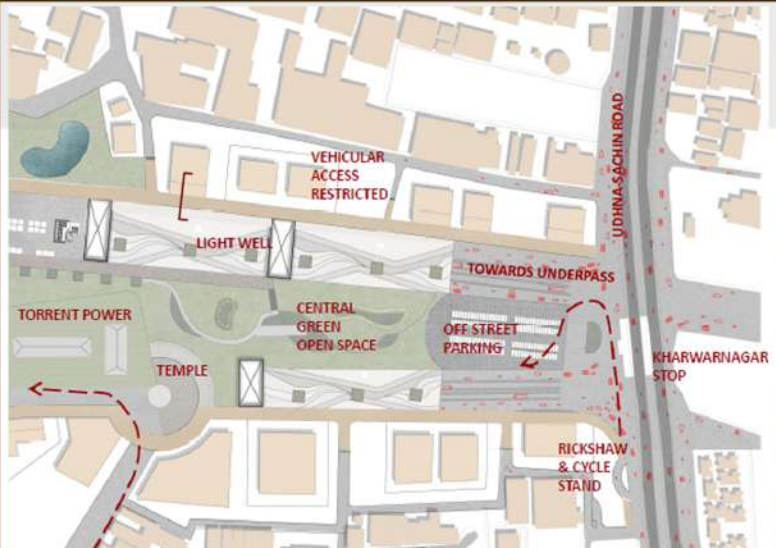 VEHICULAR
ACCESS
RESTRICTED
UDHNA-SACHIN ROAD
LIGHT WELL
TOWARDS UNDERPASS
TORRENT POWER
CENTRAL
GREEN
OPEN SPACE
OFF STREET
PARKING
TEMPLE
KHARWARNAGAR
STOP
RICKSHAW
& CYCLE
STAND